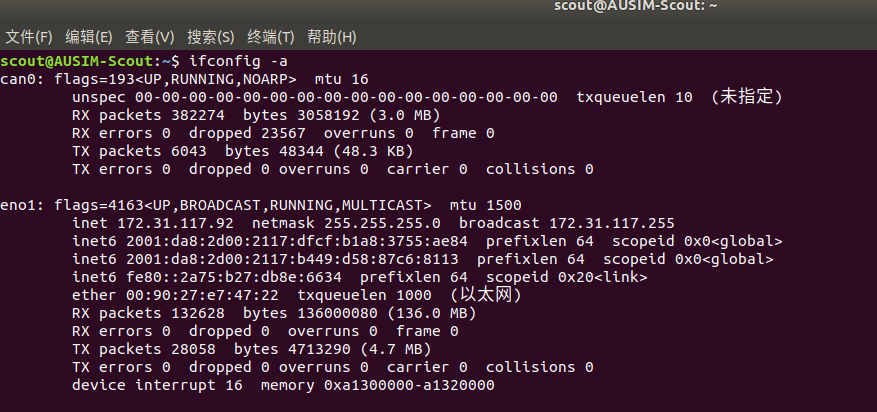 scout@AUSIM-Scout: ~
文件(F) 编辑(E) 查看(V) 搜索(S) 终端(T) 帮助(H)
scout@AUSIM-Scout:~$ ifconfig -a
can0: flags=193<UP,RUNNING,NOARP>  mtu 16
        unspec 00-00-00-00-00-00-00-00-00-00-00-00-00-00-00-00  txqueuelen 10  (未指定)
        RX packets 382274  bytes 3058192 (3.0 MB)
        RX errors 0  dropped 23567  overruns 0  frame 0
        TX packets 6043  bytes 48344 (48.3 KB)
        TX errors 0  dropped 0 overruns 0  carrier 0  collisions 0
eno1: flags=4163<UP,BROADCAST,RUNNING,MULTICAST>  mtu 1500
        inet 172.31.117.92  netmask 255.255.255.0  broadcast 172.31.117.255
        inet6 2001:da8:2d00:2117:dfcf:b1a8:3755:ae84  prefixlen 64  scopeid 0x0<global>
        inet6 2001:da8:2d00:2117:b449:d58:87c6:8113  prefixlen 64  scopeid 0x0<global>
        inet6 fe80::2a75:b27:db8e:6634  prefixlen 64  scopeid 0x20<link>
        ether 00:90:27:e7:47:22  txqueuelen 1000  (以太网)
        RX packets 132628  bytes 136000080 (136.0 MB)
        RX errors 0  dropped 0  overruns 0  frame 0
        TX packets 28058  bytes 4713290 (4.7 MB)
        TX errors 0  dropped 0 overruns 0  carrier 0  collisions 0
        device interrupt 16  memory 0xa1300000-a1320000